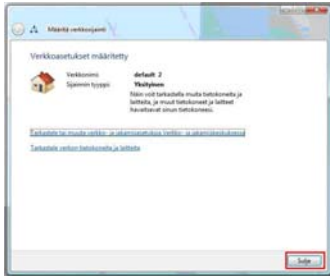 Määritä verkkosijainti
Verkkoasetukset määritetty
Verkkonimi default 2
Sijainnin tyyppi Yksityinen
Näin voit tarkastella muita tietokoneita ja
laitteita, ja muut tietokoneet ja laitteet
havaitsevat sinun tietokoneesi.
Tarkastele tai muuta verkko- ja jakamisasetuksia Verkko- ja jakamiskeskuksessa
Tarkastele verkon tietokoneita ja laitteita
Sulje